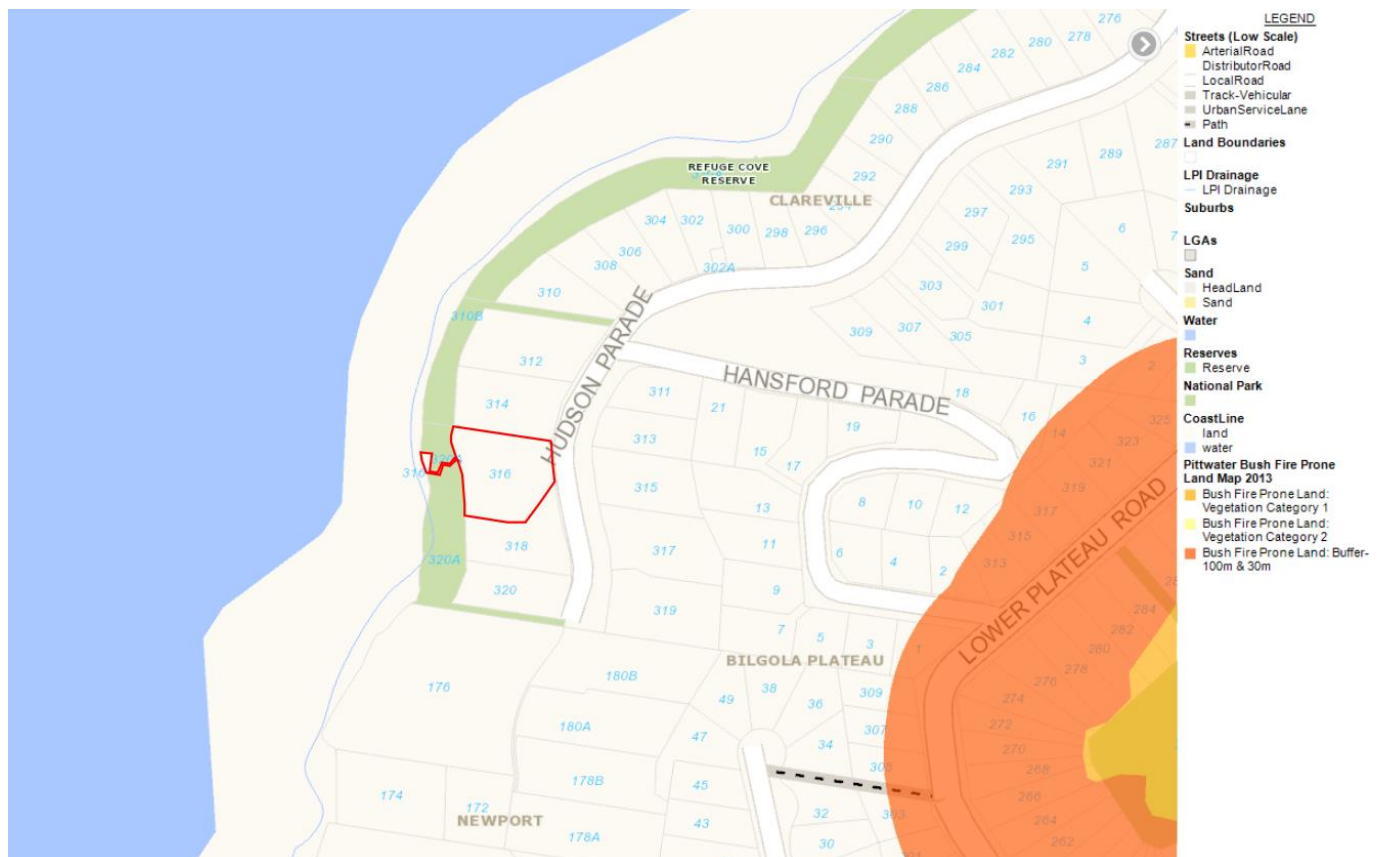 276
278
280
282
284
286
288
290
292
REFUGE COVE
RESERVE
CLAREVILLE
287
289
291
293
295
297
299
304
302
300
298
296
306
308
302A
310
310B
303
301
305
307
309
6
5
4
3
2
312
314
316
316
318
320
320A
HUDSON PARADE
HANSFORD PARADE
311
313
315
317
319
21
15
17
19
13
11
9
7
5
3
1
18
16
14
12
10
8
6
4
2
325
323
321
319
317
315
313
LOWER PLATEAU ROAD
BILGOLA PLATEAU
284
282
280
278
276
274
272
270
268
266
264
262
309
307
305
303
49
38
36
34
47
45
43
32
30
176
180B
180A
178B
178A
174
172
NEWPORT
LEGEND
Streets (Low Scale)
ArterialRoad
DistributorRoad
LocalRoad
Track-Vehicular
UrbanServiceLane
Path
Land Boundaries
LPI Drainage
LPI Drainage
Suburbs
LGAs
Sand
HeadLand
Sand
Water
Reserves
Reserve
National Park
CoastLine
land
water
Pittwater Bush Fire Prone
Land Map 2013
Bush Fire Prone Land:
Vegetation Category 1
Bush Fire Prone Land:
Vegetation Category 2
Bush Fire Prone Land: Buffer-
100m & 30m